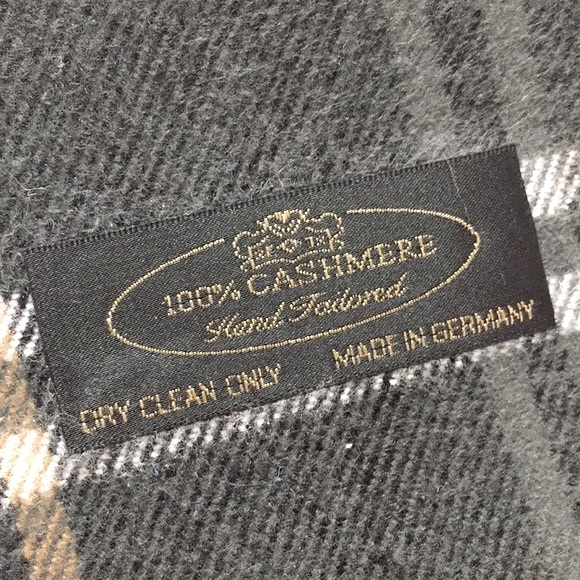 100% CASHMERE
Hand Tailored
DRY CLEAN ONLY
MADE IN GERMANY